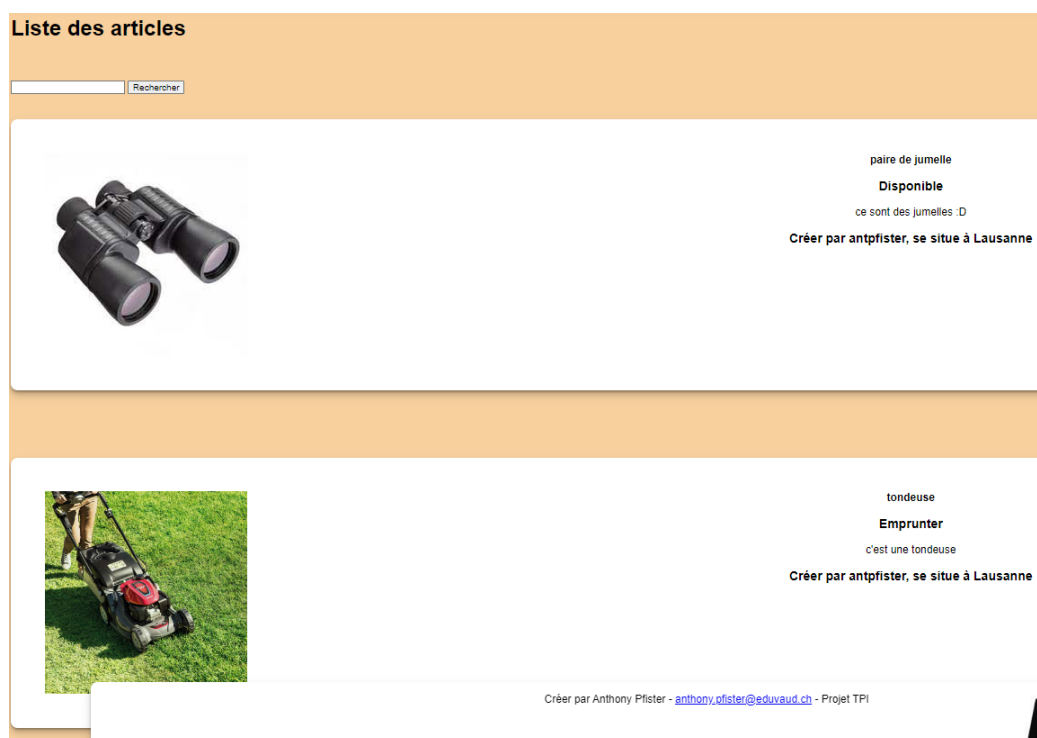 Liste des articles
Rechercher
paire de jumelle
Disponible
ce sont des jumelles :D
Créer par antpfister, se situe à Lausanne
tondeuse
Emprunter
c'est une tondeuse
Créer par antpfister, se situe à Lausanne
Créer par Anthony Pfister - anthony.pfister@eduvaud.ch - Projet TPI